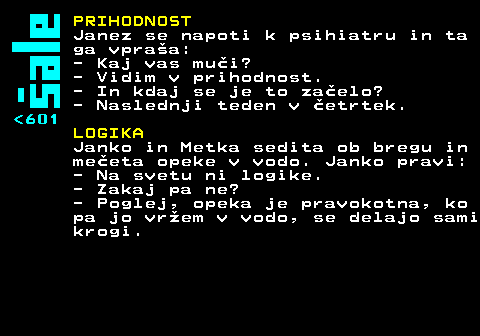 Šale
<601
PRIHODNOST
Janez se napoti k psihiatru in ta
ga vpraša:
- Kaj vas muči?
- Vidim v prihodnost.
- In kdaj se je to začelo?
- Naslednji teden v četrtek.
LOGIKA
Janko in Metka sedita ob bregu in
mečeta opeke v vodo. Janko pravi:
- Na svetu ni logike.
- Zakaj pa ne?
- Poglej, opeka je pravokotna, ko
pa jo vržem v vodo, se delajo sami
krogi.